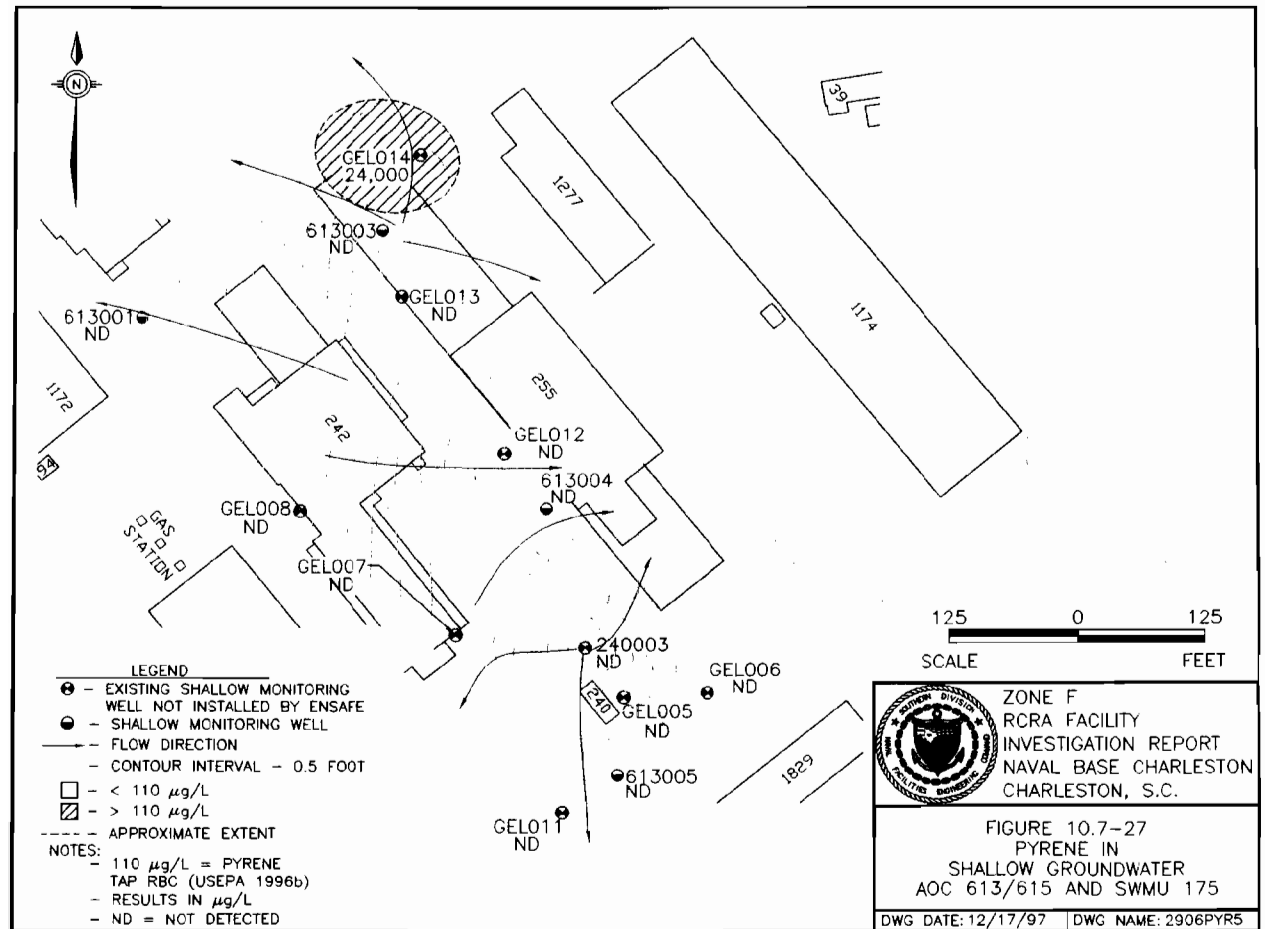 N
39
GEL014
24,000
1277
613003
ND
GEL013
ND
613001
ND
1174
1172
255
242
94
GEL012
ND
613004
ND
GEL008
ND
GAS
STATION
GEL007
ND
125 0 125
SCALE FEET
240003
ND
GEL006
ND
240
GEL005
ND
613005
ND
1829
GEL011
ND
LEGEND
- EXISTING SHALLOW MONITORING
WELL NOT INSTALLED BY ENSAFE
- SHALLOW MONITORING WELL
- FLOW DIRECTION
- CONTOUR INTERVAL - 0.5 FOOT
- < 110 µg/L
- > 110 µg/L
- APPROXIMATE EXTENT
NOTES:
- 110 µg/L = PYRENE
TAP RBC (USEPA 1996b)
- RESULTS IN µg/L
- ND = NOT DETECTED
SOUTHERN DIVISION
NAVAL FACILITIES ENGINEERING COMMAND
ZONE F
RCRA FACILITY
INVESTIGATION REPORT
NAVAL BASE CHARLESTON
CHARLESTON, S.C.
FIGURE 10.7-27
PYRENE IN
SHALLOW GROUNDWATER
AOC 613/615 AND SWMU 175
DWG DATE: 12/17/97 DWG NAME: 2906PYR5